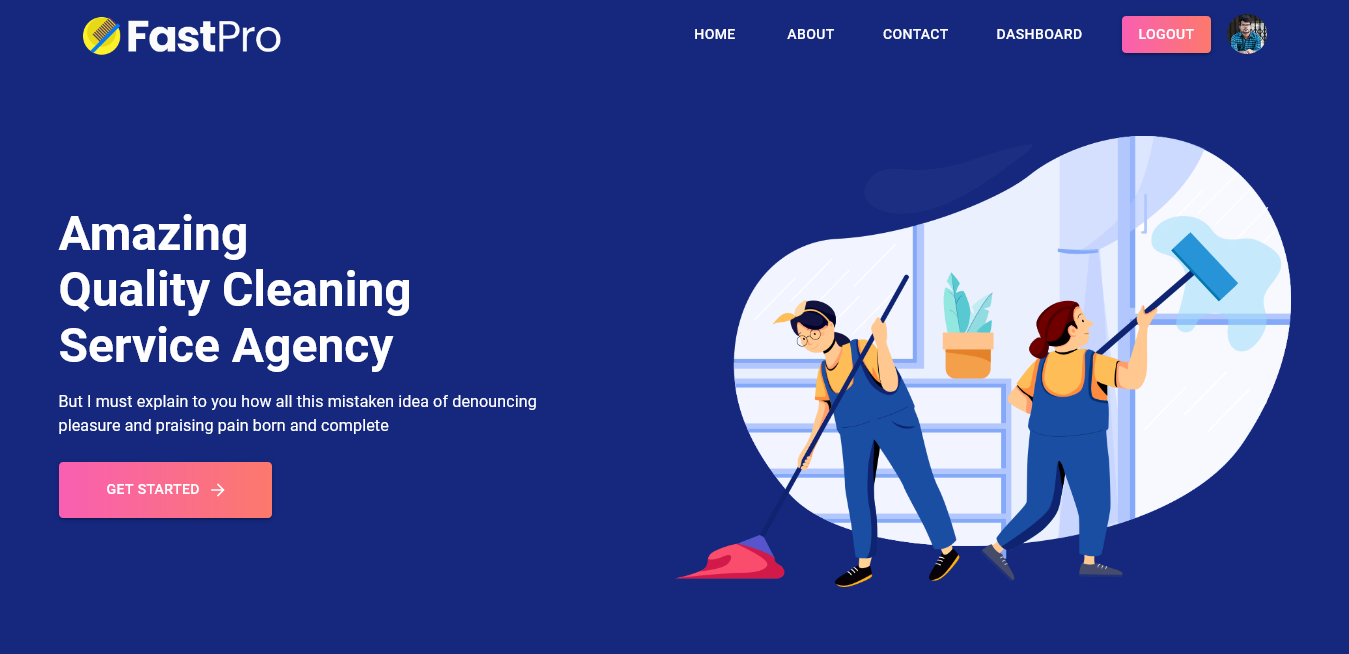 FastPro
HOME
ABOUT
CONTACT
DASHBOARD
LOGOUT
Amazing
Quality Cleaning
Service Agency
But I must explain to you how all this mistaken idea of denouncing
pleasure and praising pain born and complete
GET STARTED →